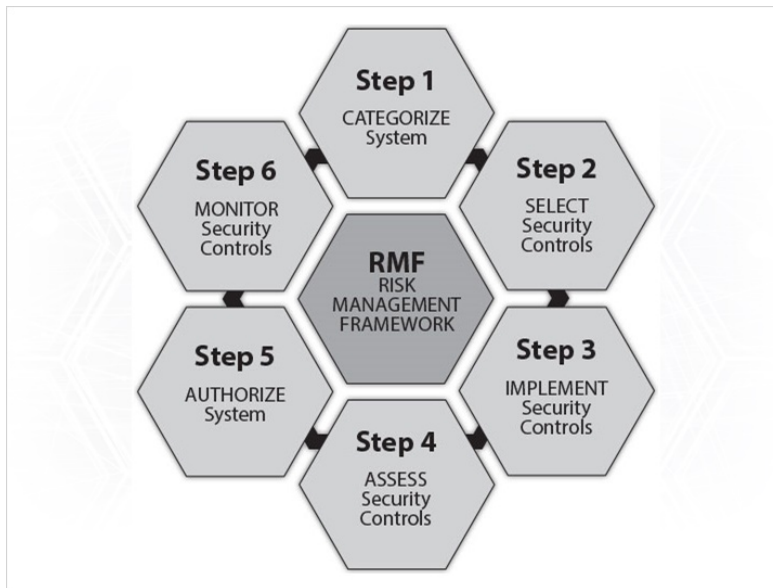 Step 1
CATEGORIZE
System
Step 2
SELECT
Security
Controls
Step 3
IMPLEMENT
Security
Controls
Step 4
ASSESS
Security
Controls
Step 5
AUTHORIZE
System
Step 6
MONITOR
Security
Controls
RMF
RISK
MANAGEMENT
FRAMEWORK